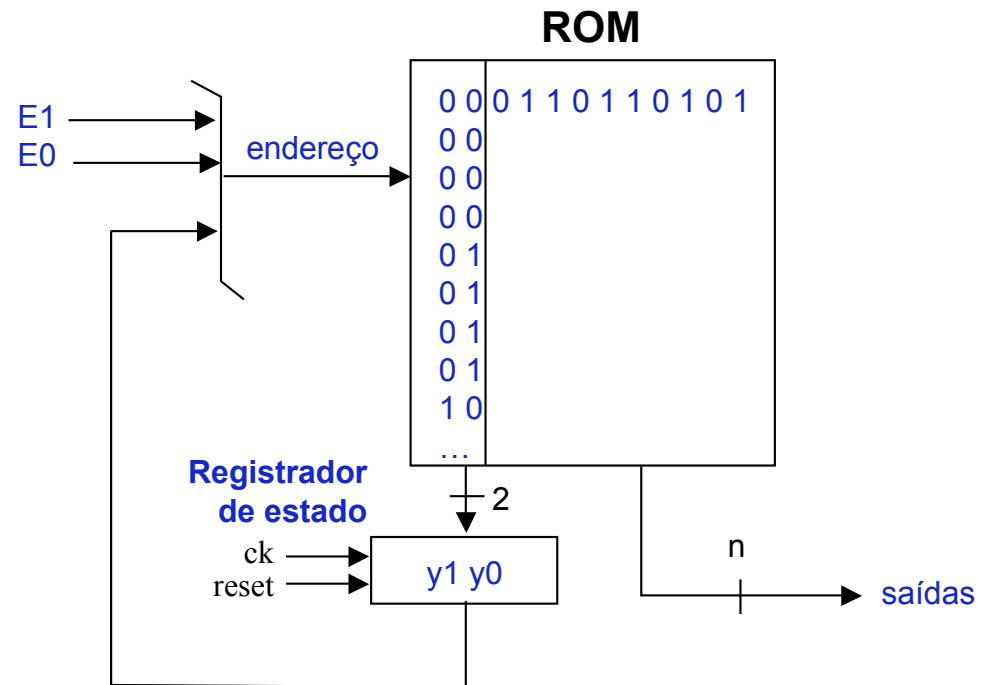 ROM
E1
E0
endereço
0 0 0 1 1 0 1 1 0 1 0 1
0 0
0 0
0 0
0 1
0 1
0 1
0 1
1 0
...
2
Registrador
de estado
ck
reset
y1 y0
n
saídas